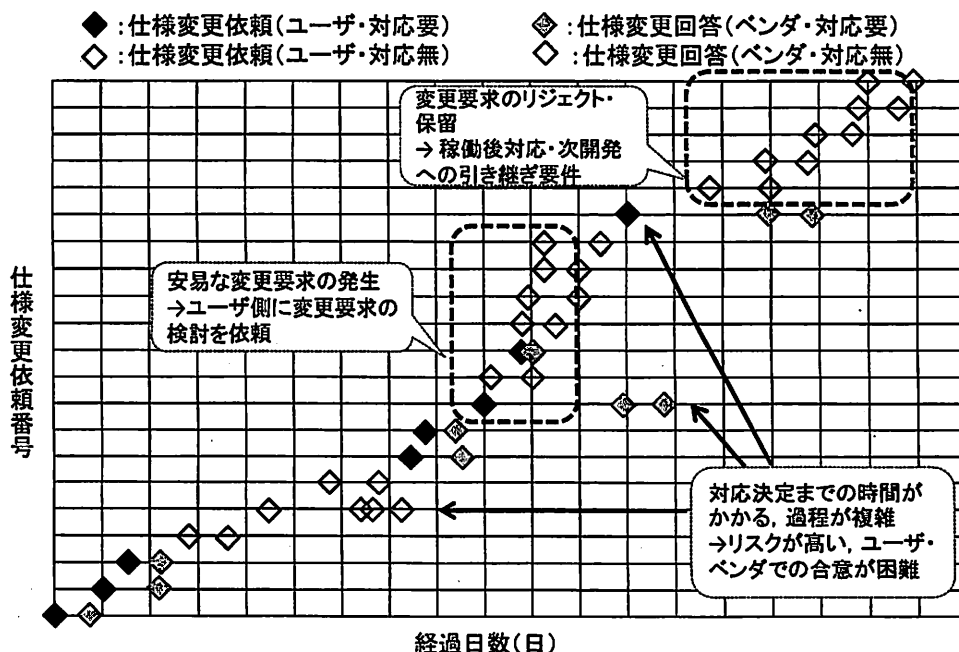 ◆:仕様変更依頼(ユーザ・対応要)
◈:仕様変更回答(ベンダ・対応要)
◇:仕様変更依頼(ユーザ・対応無)
◇:仕様変更回答(ベンダ・対応無)
変更要求のリジェクト・
保留
→ 稼働後対応・次開発
への引き継ぎ要件
安易な変更要求の発生
→ユーザ側に変更要求の
検討を依頼
仕様変更依頼番号
対応決定までの時間が
かかる, 過程が複雑
→リスクが高い, ユーザ・
ベンダでの合意が困難
経過日数(日)